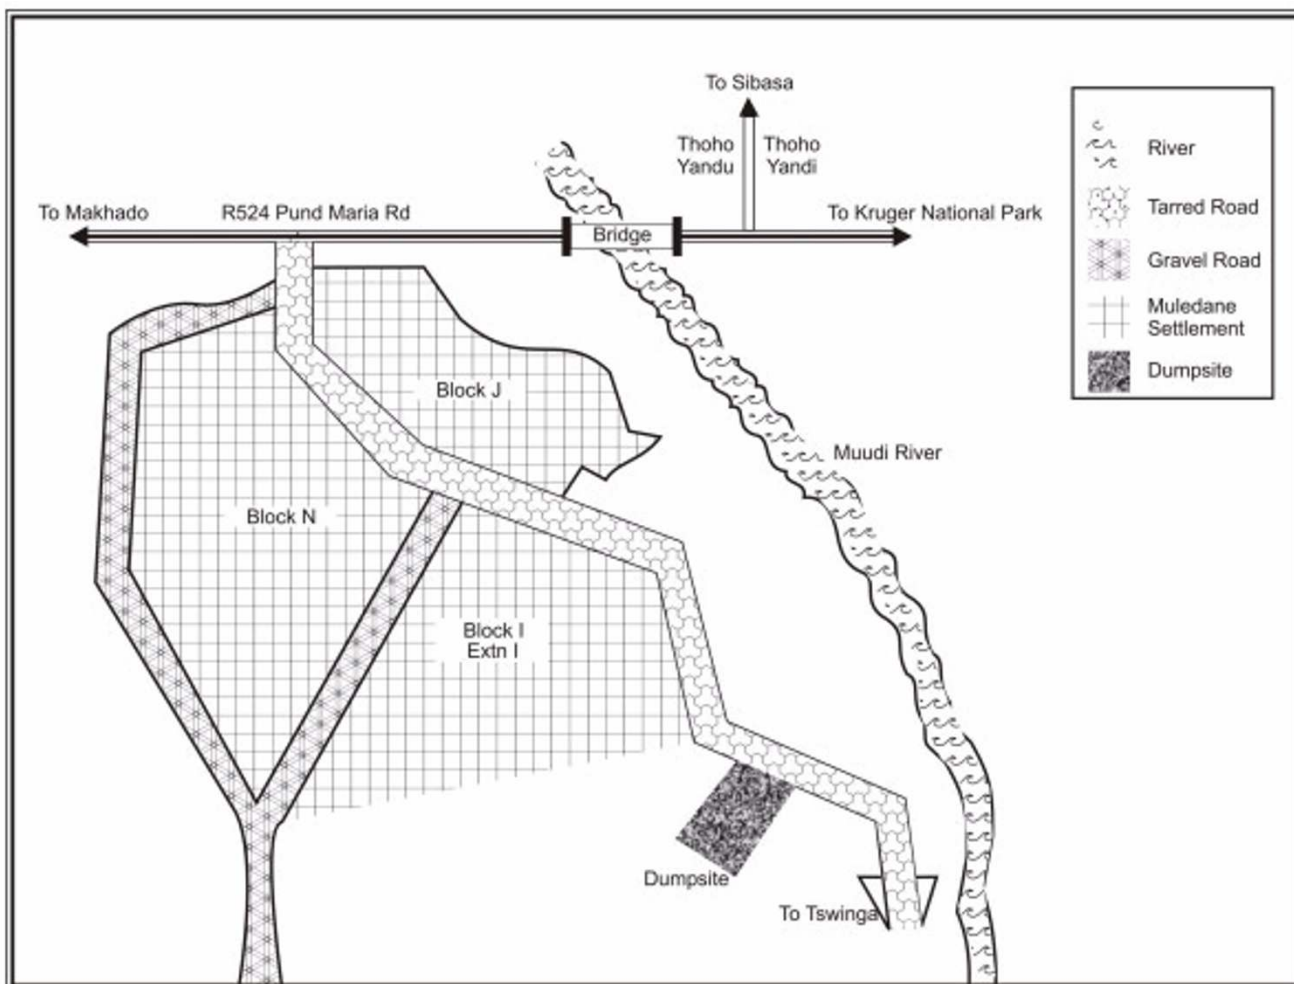 To Sibasa
Thoho
Yandu
Thoho
Yandi
To Makhado
R524 Pund Maria Rd
Bridge
To Kruger National Park
River
Tarred Road
Gravel Road
Muledane
Settlement
Dumpsite
Block J
Muudi River
Block N
Block I
Extn I
Dumpsite
To Tswinga